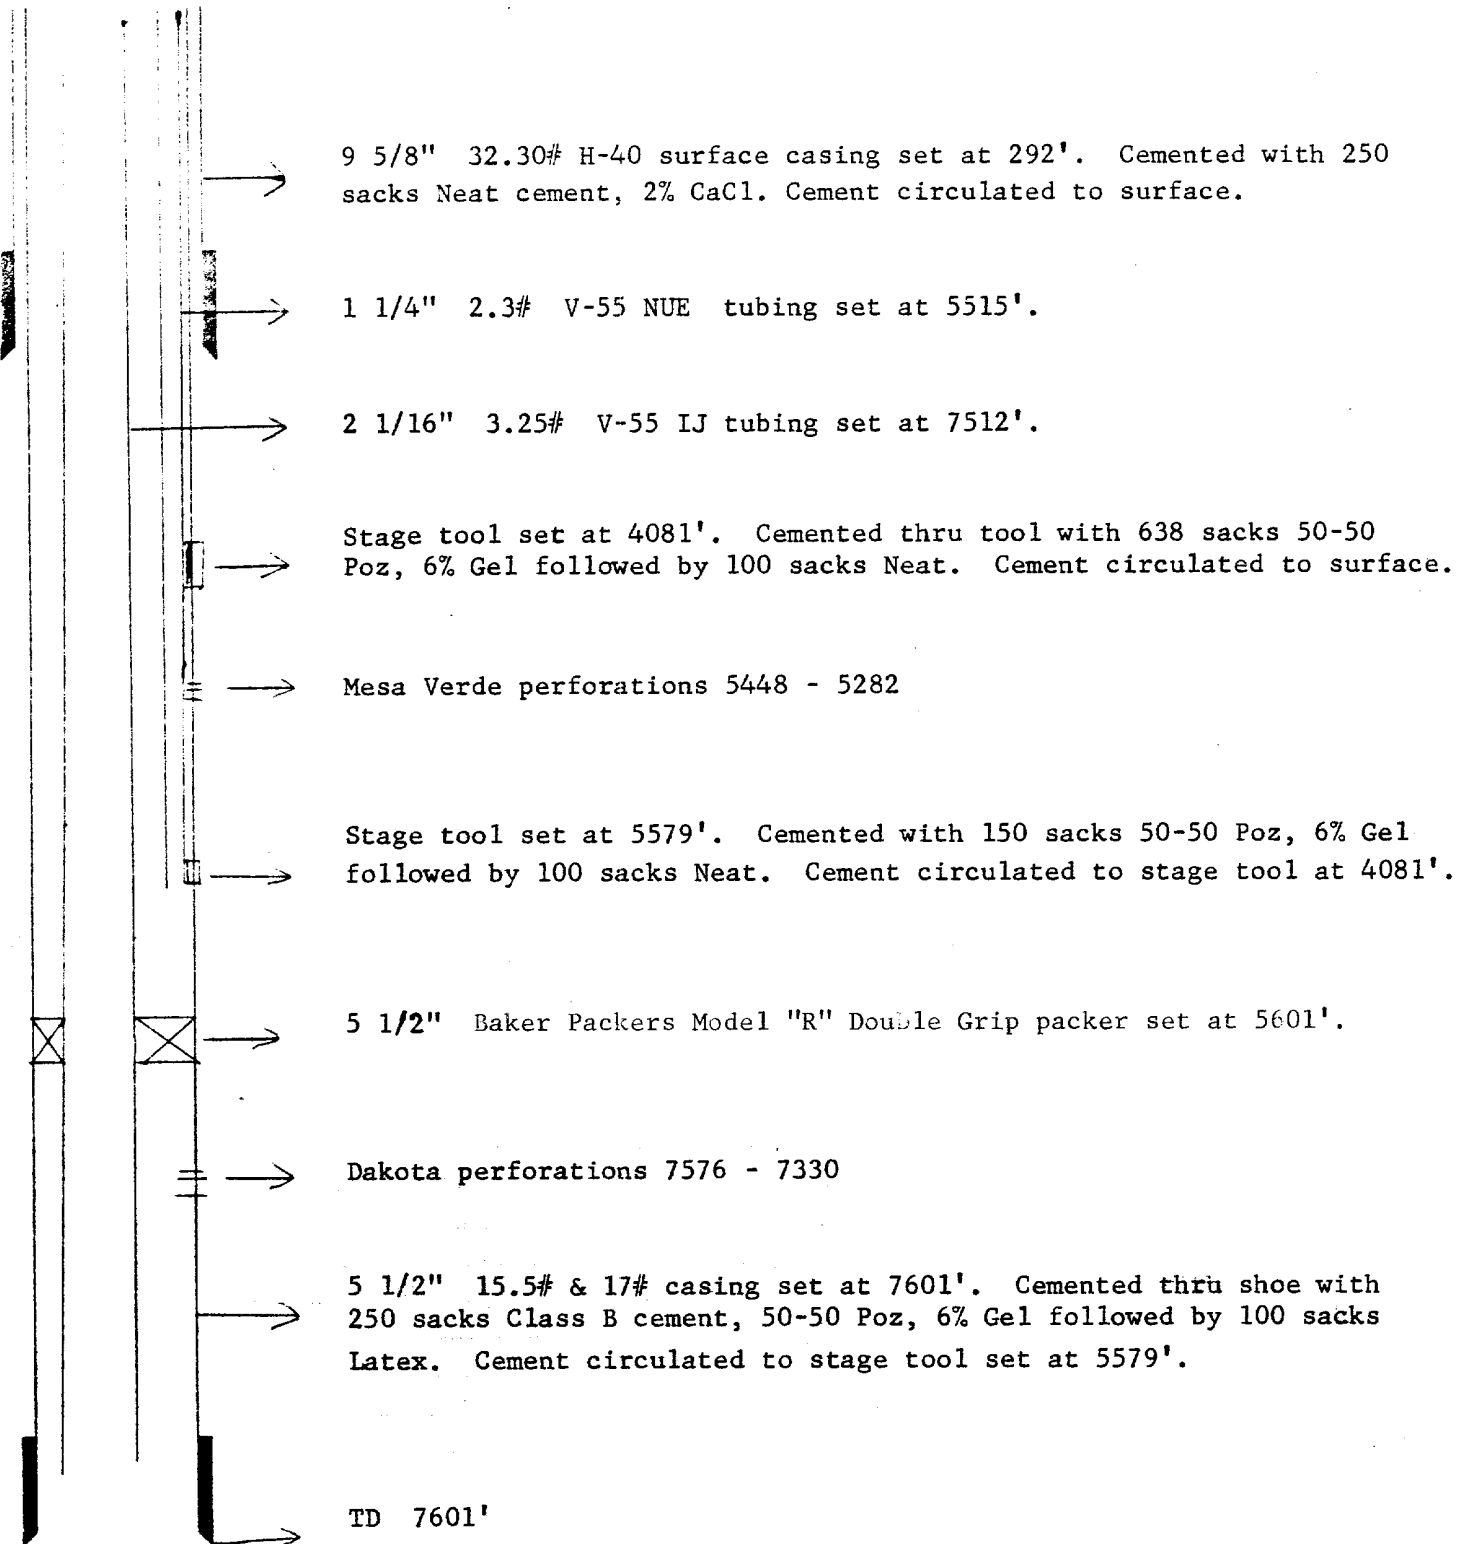 9 5/8" 32.30# H-40 surface casing set at 292'. Cemented with 250
sacks Neat cement, 2% CaCl. Cement circulated to surface.
1 1/4" 2.3# V-55 NUE tubing set at 5515'.
2 1/16" 3.25# V-55 IJ tubing set at 7512'.
Stage tool set at 4081'. Cemented thru tool with 638 sacks 50-50
Poz, 6% Gel followed by 100 sacks Neat. Cement circulated to surface.
Mesa Verde perforations 5448 - 5282
Stage tool set at 5579'. Cemented with 150 sacks 50-50 Poz, 6% Gel
followed by 100 sacks Neat. Cement circulated to stage tool at 4081'.
5 1/2" Baker Packers Model "R" Double Grip packer set at 5601'.
Dakota perforations 7576 - 7330
5 1/2" 15.5# & 17# casing set at 7601'. Cemented thru shoe with
250 sacks Class B cement, 50-50 Poz, 6% Gel followed by 100 sacks
Latex. Cement circulated to stage tool set at 5579'.
TD 7601'